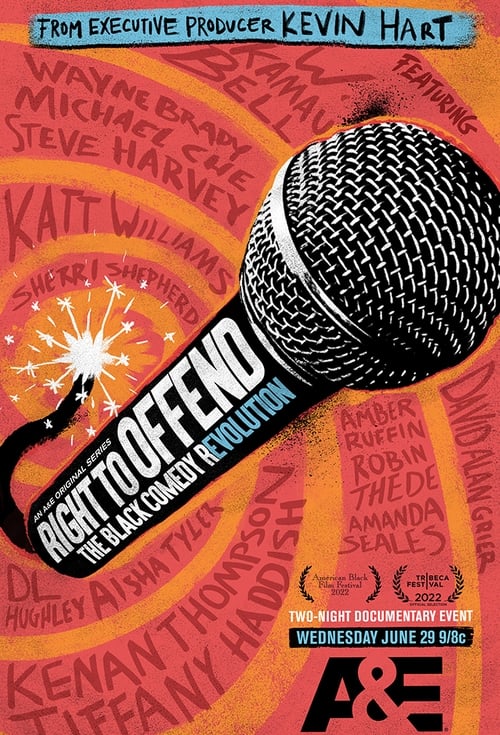 FROM EXECUTIVE PRODUCER KEVIN HART
FEATURING
W
KAMAU
BELL
WAYNE BRADY
MICHAEL CHE
STEVE HARVEY
KATT WILLIAMS
SHERRI SHEPHERD
AN A&E ORIGINAL SERIES
RIGHT TO OFFEND
THE BLACK COMEDY REVOLUTION
DAVID ALAN GRIER
AMBER
RUFFIN
ROBIN
THEDE
AMANDA
SEALES
DL
HUGHLEY
AISHA TYLER
KENAN THOMPSON
TIFFANY HADDISH
American Black
Film Festival
2022
TRIBECA
FESTIVAL
2022
OFFICIAL SELECTION
TWO-NIGHT DOCUMENTARY EVENT
WEDNESDAY JUNE 29 9/8c
A&E